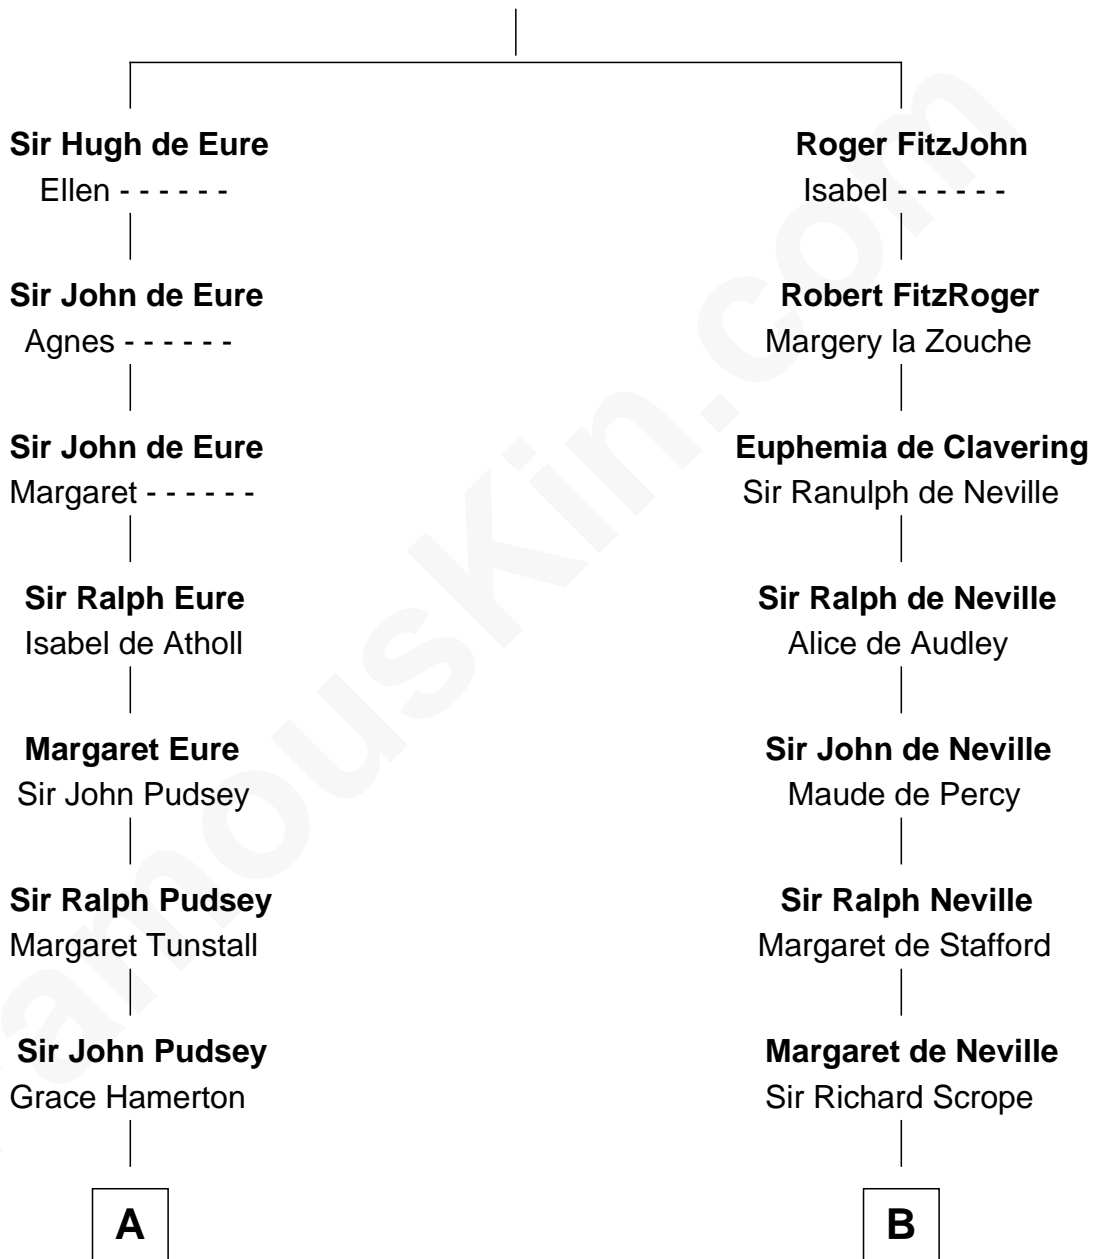 Sir Hugh de Eure
Ellen - - - - - -
Sir John de Eure
Agnes - - - - - -
Sir John de Eure
Margaret - - - - - -
Sir Ralph Eure
Isabel de Atholl
Margaret Eure
Sir John Pudsey
Sir Ralph Pudsey
Margaret Tunstall
Sir John Pudsey
Grace Hamerton
A
Roger FitzJohn
Isabel - - - - - -
Robert FitzRoger
Margery la Zouche
Euphemia de Clavering
Sir Ranulph de Neville
Sir Ralph de Neville
Alice de Audley
Sir John de Neville
Maude de Percy
Sir Ralph Neville
Margaret de Stafford
Margaret de Neville
Sir Richard Scrope
B
amousKin.com